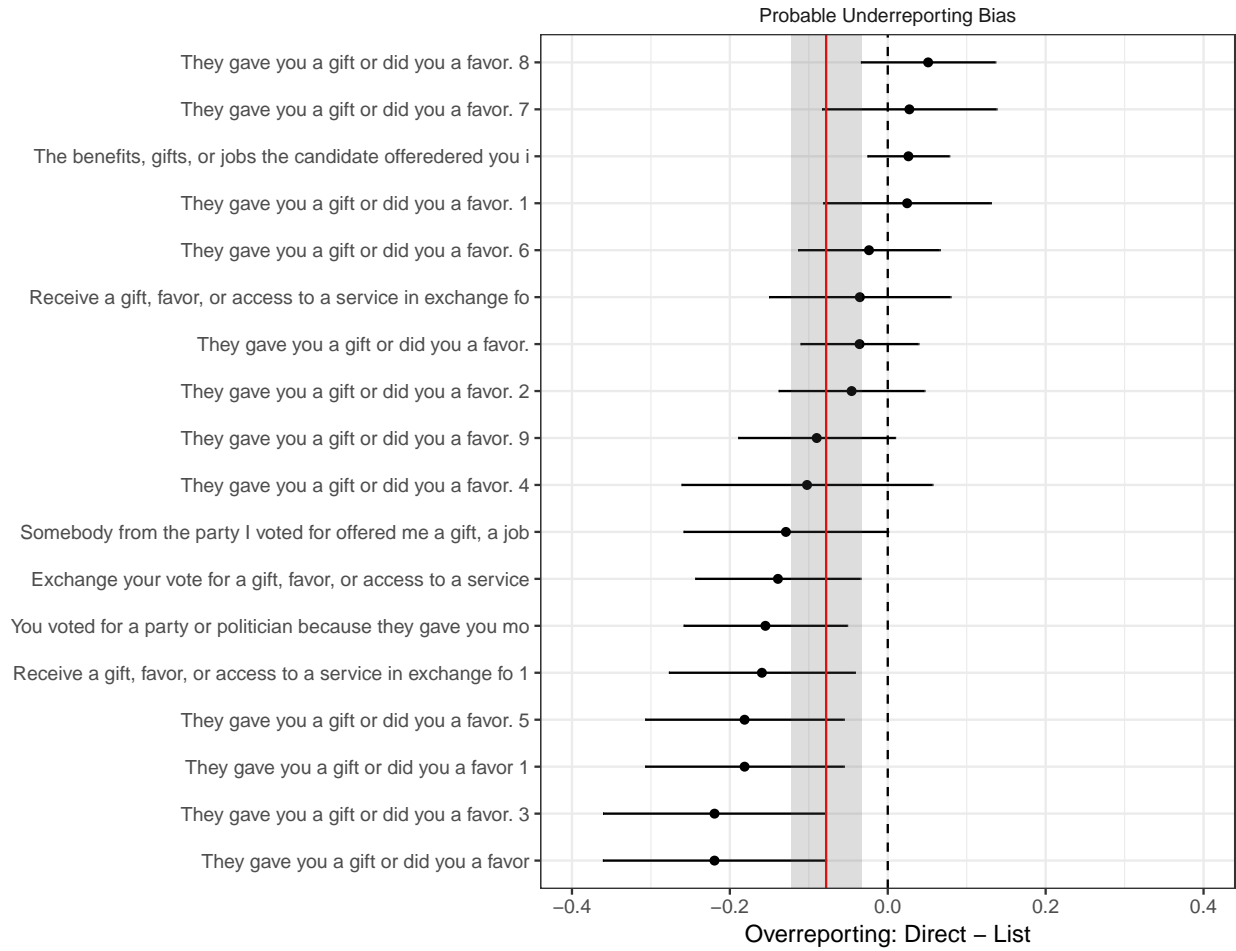 Probable Underreporting Bias
They gave you a gift or did you a favor. 8
They gave you a gift or did you a favor. 7
The benefits, gifts, or jobs the candidate offeredered you i
They gave you a gift or did you a favor. 1
They gave you a gift or did you a favor. 6
Receive a gift, favor, or access to a service in exchange fo
They gave you a gift or did you a favor.
They gave you a gift or did you a favor. 2
They gave you a gift or did you a favor. 9
They gave you a gift or did you a favor. 4
Somebody from the party I voted for offered me a gift, a job
Exchange your vote for a gift, favor, or access to a service
You voted for a party or politician because they gave you mo
Receive a gift, favor, or access to a service in exchange fo 1
They gave you a gift or did you a favor. 5
They gave you a gift or did you a favor 1
They gave you a gift or did you a favor. 3
They gave you a gift or did you a favor
−0.4 −0.2 0.0 0.2 0.4
Overreporting: Direct − List